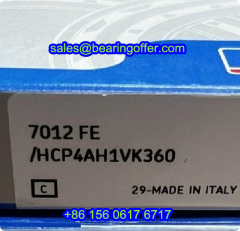 sales@bearingoffer.com
7012 FE
/HCP4AH1VK360
C
29-MADE IN ITALY
+86 156 0617 6717